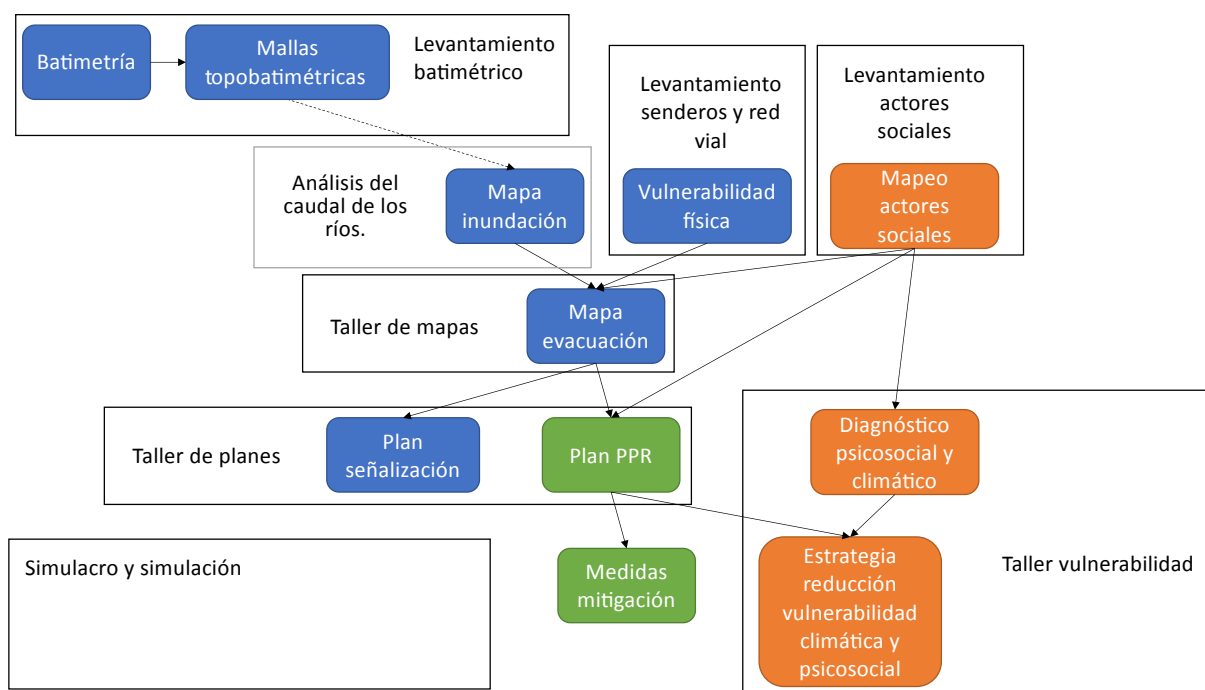 Batimetría
Mallas
topobatimétricas
Levantamiento
batimétrico
Levantamiento
senderos y red
vial
Levantamiento
actores
sociales
Análisis del
caudal de los
ríos.
Mapa
inundación
Vulnerabilidad
física
Mapeo
actores
sociales
Taller de mapas
Mapa
evacuación
Taller de planes
Plan
señalización
Plan PPR
Diagnóstico
psicosocial y
climático
Simulacro y simulación
Medidas
mitigación
Estrategia
reducción
vulnerabilidad
climática y
psicosocial
Taller vulnerabilidad